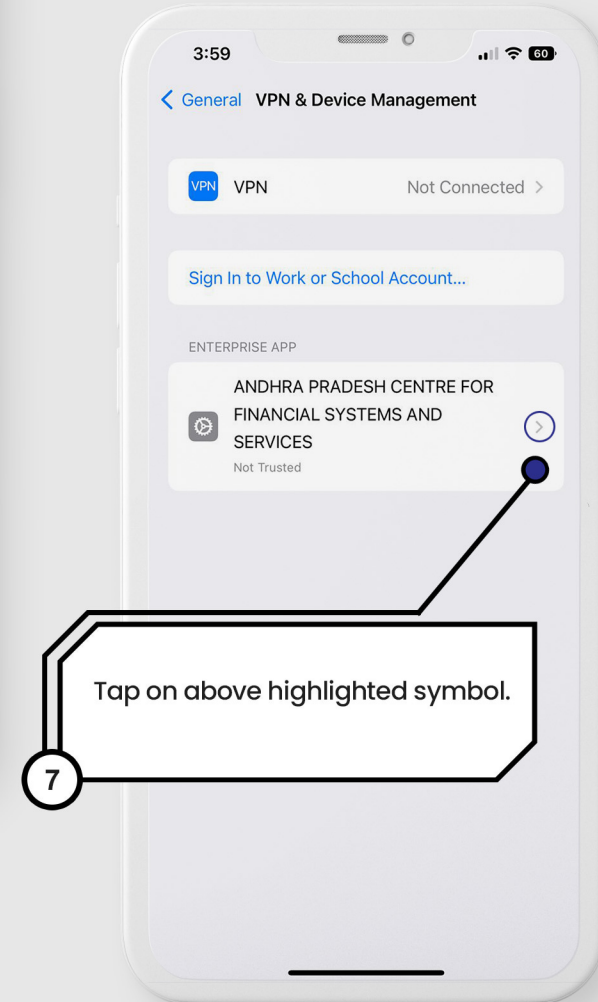 3:59
60
General VPN & Device Management
VPN VPN Not Connected
Sign In to Work or School Account...
ENTERPRISE APP
ANDHRA PRADESH CENTRE FOR
FINANCIAL SYSTEMS AND
SERVICES
Not Trusted
Tap on above highlighted symbol.
7